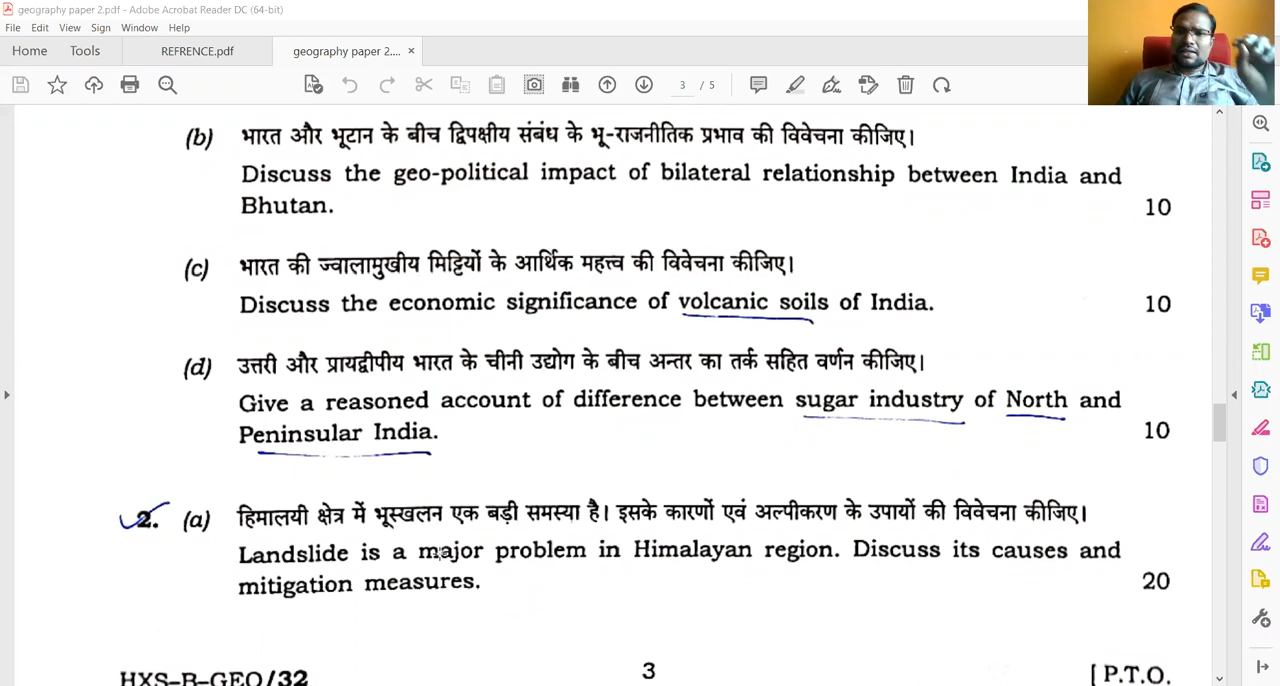 geography paper 2.pdf - Adobe Acrobat Reader DC (64-bit)
File Edit View Sign Window Help
Home Tools REFRENCE.pdf geography paper 2.... ×
3 / 5
(b) भारत और भूटान के बीच द्विपक्षीय संबंध के भू-राजनीतिक प्रभाव की विवेचना कीजिए।
Discuss the geo-political impact of bilateral relationship between India and
Bhutan. 10
(c) भारत की ज्वालामुखीय मिट्टियों के आर्थिक महत्त्व की विवेचना कीजिए।
Discuss the economic significance of volcanic soils of India. 10
(d) उत्तरी और प्रायद्वीपीय भारत के चीनी उद्योग के बीच अन्तर का तर्क सहित वर्णन कीजिए।
Give a reasoned account of difference between sugar industry of North and
Peninsular India. 10
2. (a) हिमालयी क्षेत्र में भूस्खलन एक बड़ी समस्या है। इसके कारणों एवं अल्पीकरण के उपायों की विवेचना कीजिए।
Landslide is a major problem in Himalayan region. Discuss its causes and
mitigation measures. 20
HXS-B-GEO/32 3 [ P.T.O.